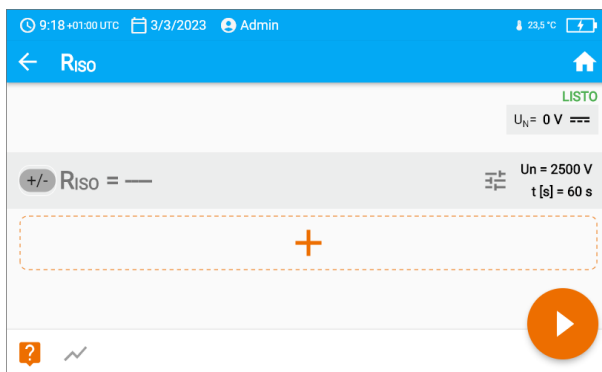 9:18 +01:00 UTC 3/3/2023 Admin 23,5 °C
RISO
LISTO
UN= 0 V
+/- RISO = ––
Un = 2500 V
t [s] = 60 s
+
?